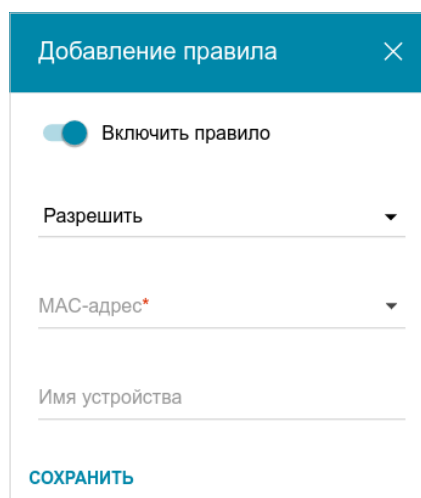 Добавление правила
Включить правило
Разрешить
MAC-адрес*
Имя устройства
СОХРАНИТЬ